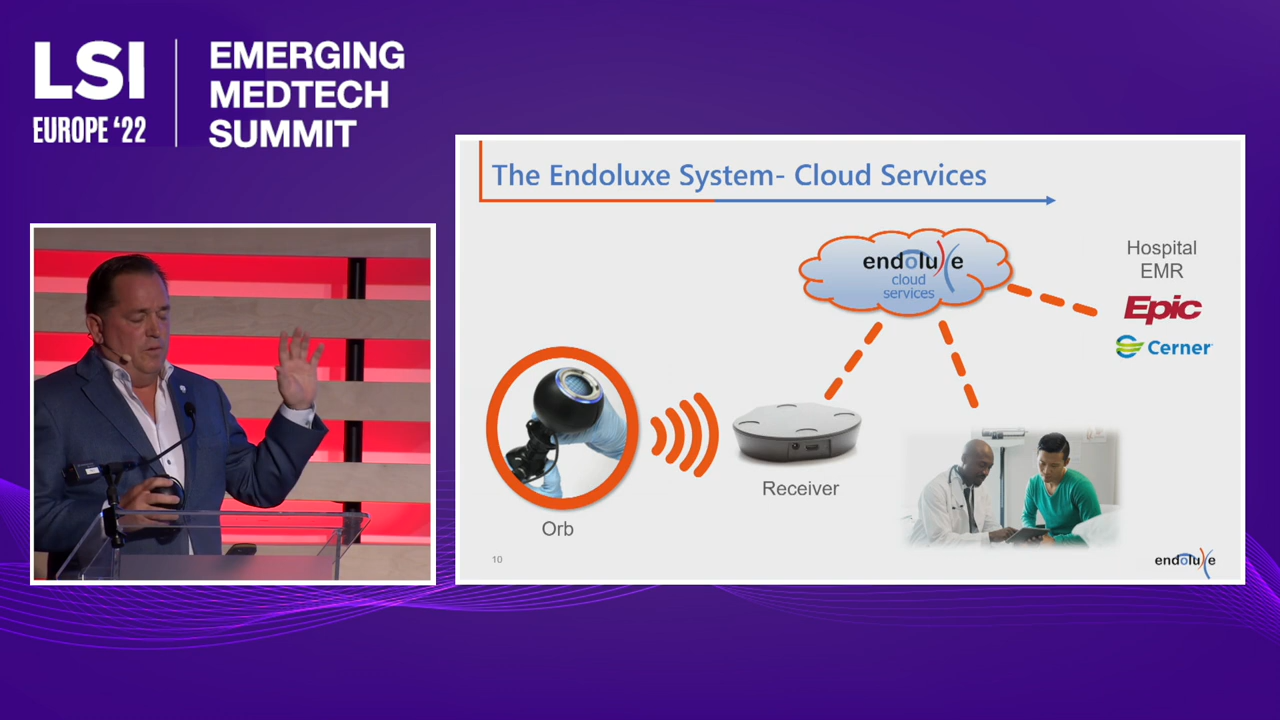 LSI
EUROPE ‘22
EMERGING
MEDTECH
SUMMIT
The Endoluxe System- Cloud Services
endoluxe
cloud
services
Hospital
EMR
Epic
Cerner
Receiver
Orb
10
endoluxe